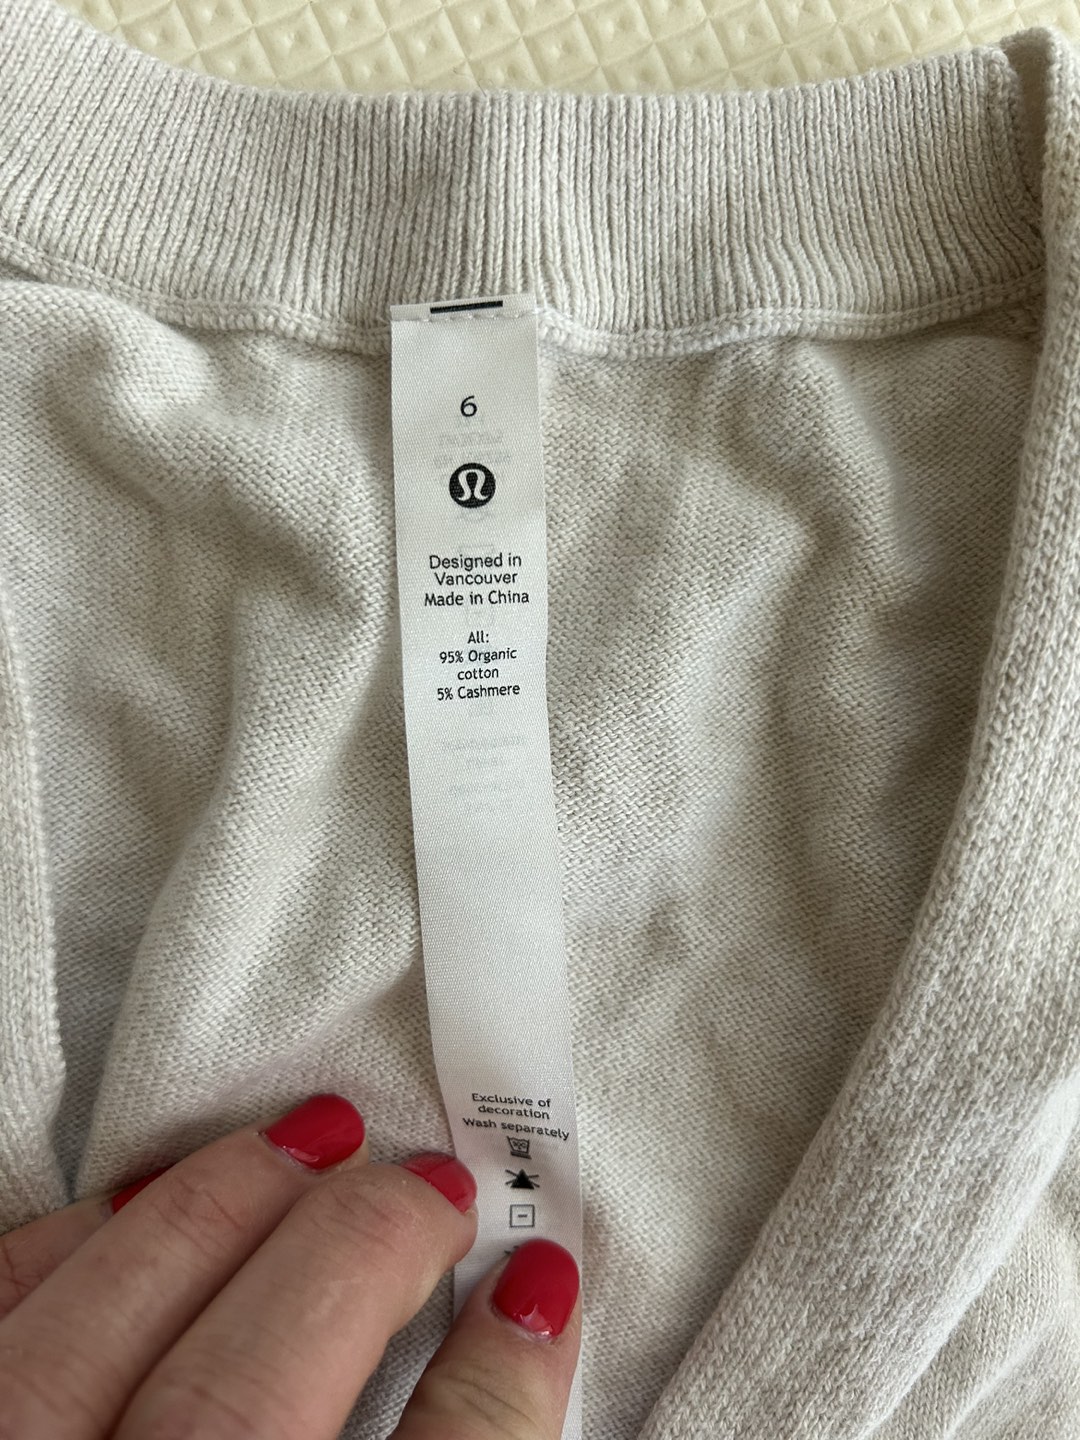 6
Designed in
Vancouver
Made in China
All:
95% Organic
cotton
5% Cashmere
Exclusive of
decoration
Wash separately